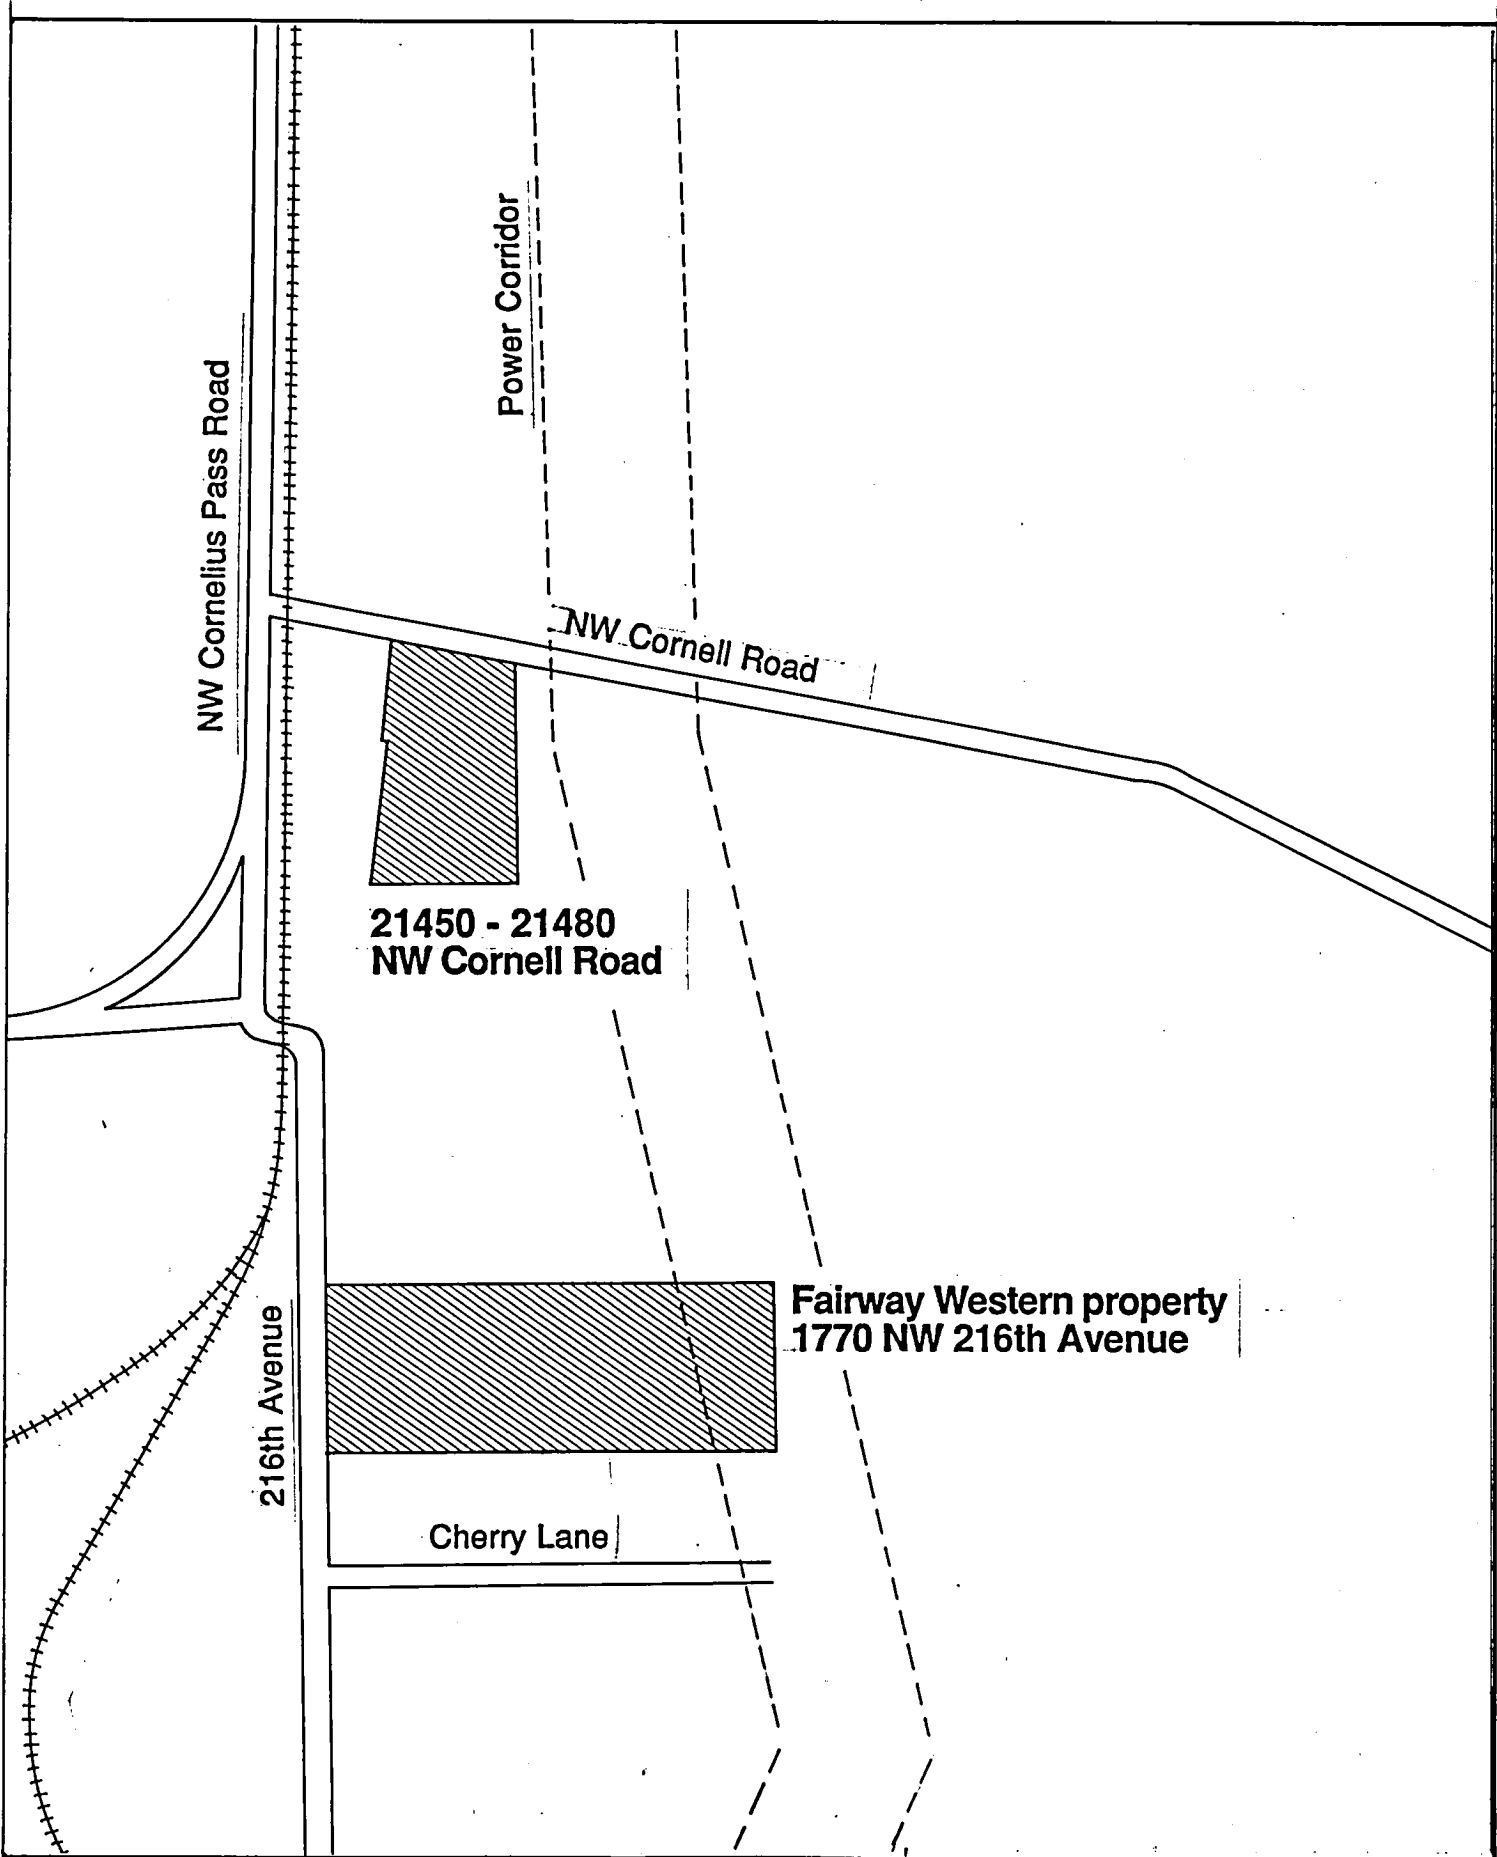 Power Corridor
NW Cornelius Pass Road
NW Cornell Road
21450 - 21480
NW Cornell Road
Fairway Western property
1770 NW 216th Avenue
216th Avenue
Cherry Lane